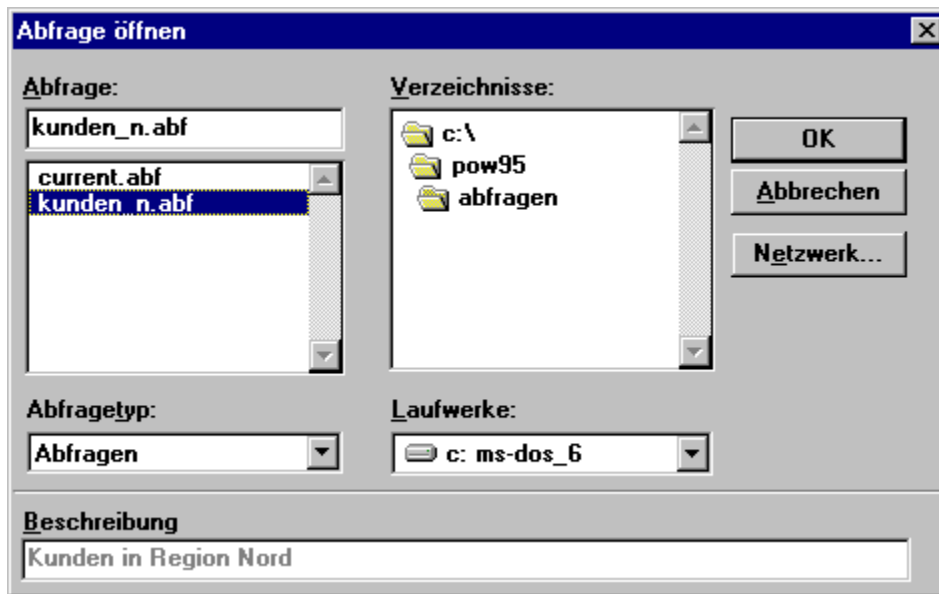 Abfrage öffnen
Abfrage:
kunden_n.abf
current.abf
kunden_n.abf
Abfragetyp:
Abfragen
Verzeichnisse:
c:\
pow95
abfragen
Laufwerke:
c: ms-dos_6
OK
Abbrechen
Netzwerk...
Beschreibung
Kunden in Region Nord